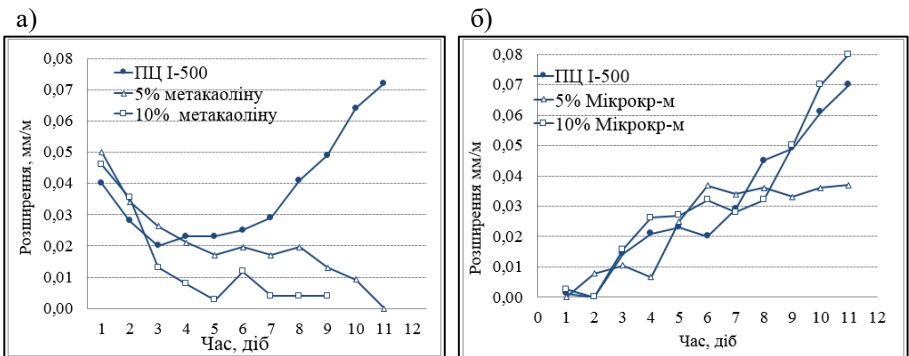 а)
0,08
0,07
0,06
0,05
0,04
0,03
0,02
0,01
0,00
Розширення, мм/м
ПЦ І-500
5% метакаоліну
10% метакаоліну
1 2 3 4 5 6 7 8 9 10 11 12
Час, діб
б)
0,08
0,07
0,06
0,05
0,04
0,03
0,02
0,01
0,00
Розширення мм/м
ПЦ І-500
5% Мікрокр-м
10% Мікрокр-м
0 1 2 3 4 5 6 7 8 9 10 11 12
Час, діб